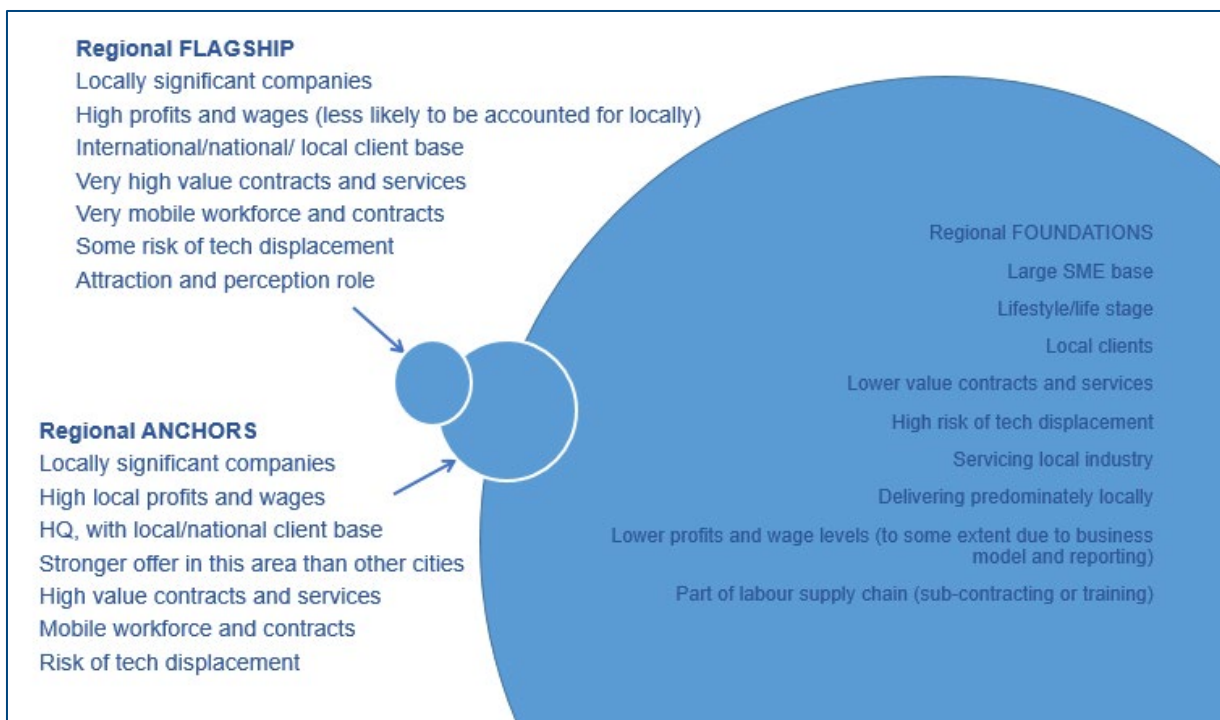 Regional FLAGSHIP
Locally significant companies
High profits and wages (less likely to be accounted for locally)
International/national/ local client base
Very high value contracts and services
Very mobile workforce and contracts
Some risk of tech displacement
Attraction and perception role
Regional ANCHORS
Locally significant companies
High local profits and wages
HQ, with local/national client base
Stronger offer in this area than other cities
High value contracts and services
Mobile workforce and contracts
Risk of tech displacement
Regional FOUNDATIONS
Large SME base
Lifestyle/life stage
Local clients
Lower value contracts and services
High risk of tech displacement
Servicing local industry
Delivering predominately locally
Lower profits and wage levels (to some extent due to business
model and reporting)
Part of labour supply chain (sub-contracting or training)